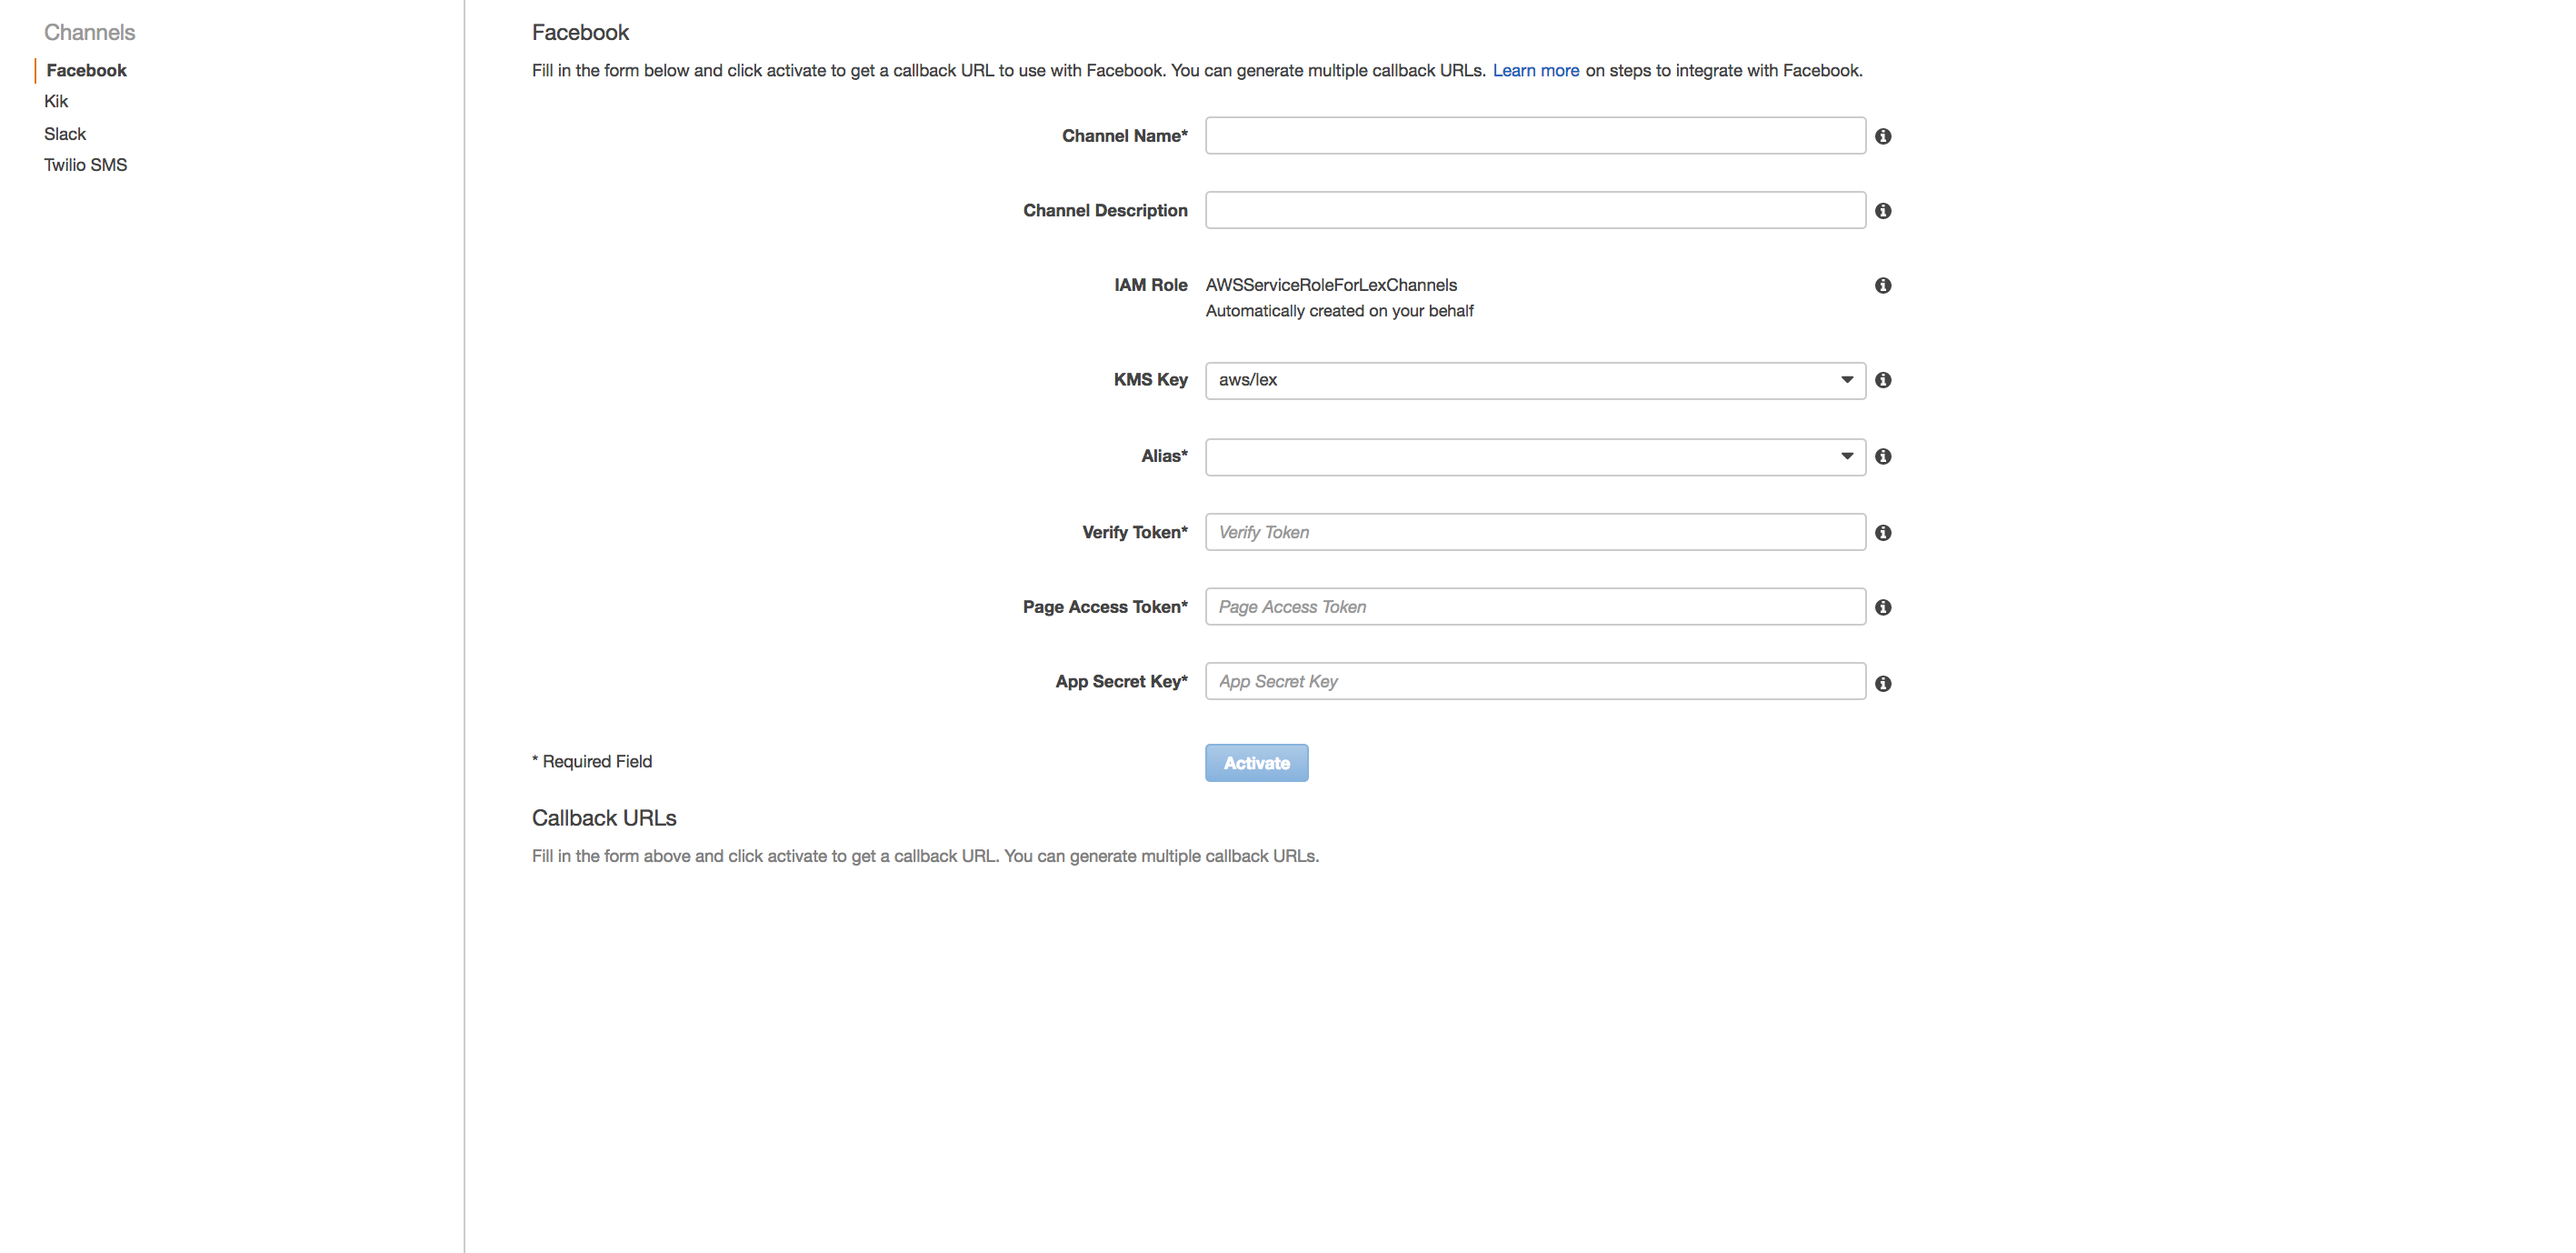 Channels
Facebook
Kik
Slack
Twilio SMS
Facebook
Fill in the form below and click activate to get a callback URL to use with Facebook. You can generate multiple callback URLs. Learn more on steps to integrate with Facebook.
Channel Name*
Channel Description
IAM Role AWSServiceRoleForLexChannels
Automatically created on your behalf
KMS Key aws/lex
Alias*
Verify Token* Verify Token
Page Access Token* Page Access Token
App Secret Key* App Secret Key
* Required Field Activate
Callback URLs
Fill in the form above and click activate to get a callback URL. You can generate multiple callback URLs.